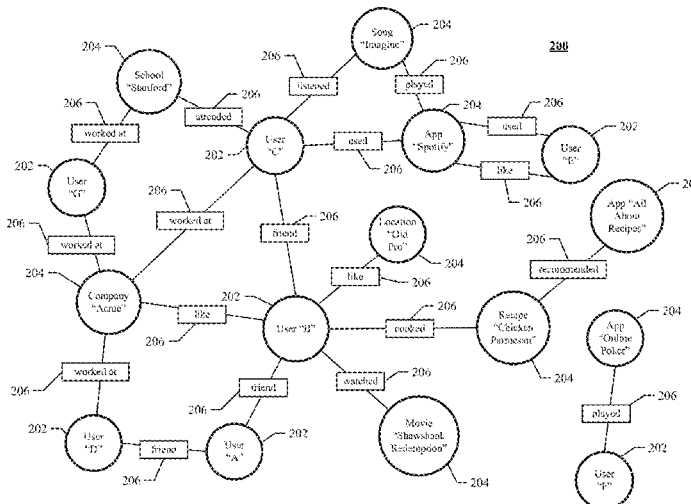 204
Song
"Imagine"
200
206
listened
206
played
204
School
"Stanford"
206
attended
206
worked at
202
User
"C"
206
used
204
App
"Spotify"
206
used
206
like
202
User
"E"
202
User
"G"
206
worked at
206
worked at
206
friend
Location
"Old
Pro"
204
206
like
App "All
About
Recipes"
206
recommended
204
Company
"Acme"
206
like
202
User "B"
206
cooked
Recipe
"Chicken
Parmesan"
204
204
App
"Online
Poker"
206
worked at
206
friend
206
watched
206
played
202
User
"D"
206
friend
202
User
"A"
Movie
"Shawshank
Redemption"
204
202
User
"F"